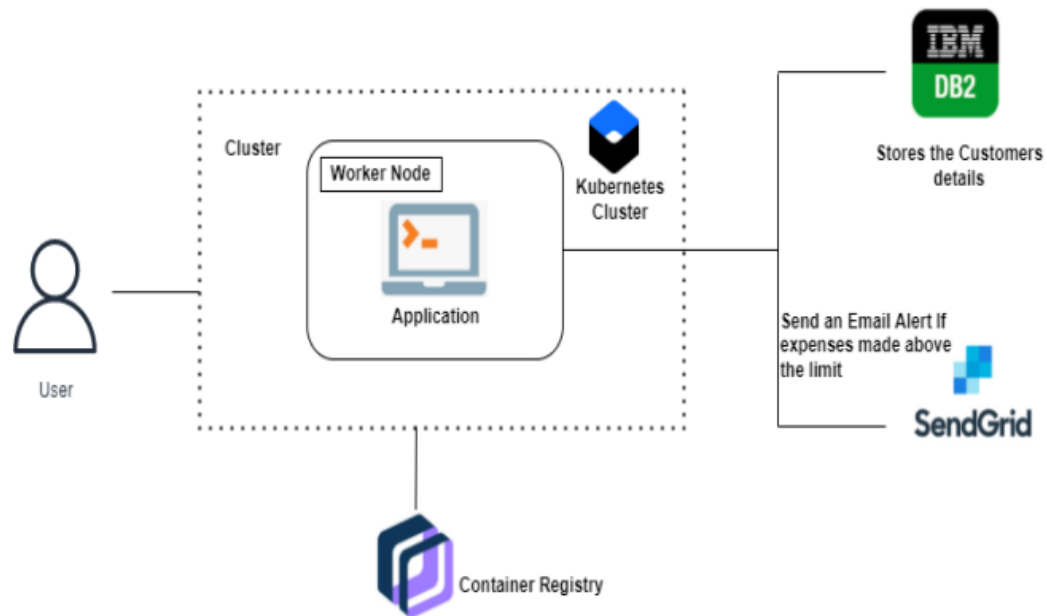 IBM
DB2
Stores the Customers
details
Cluster
Worker Node
Kubernetes
Cluster
Application
User
Send an Email Alert If
expenses made above
the limit
SendGrid
Container Registry